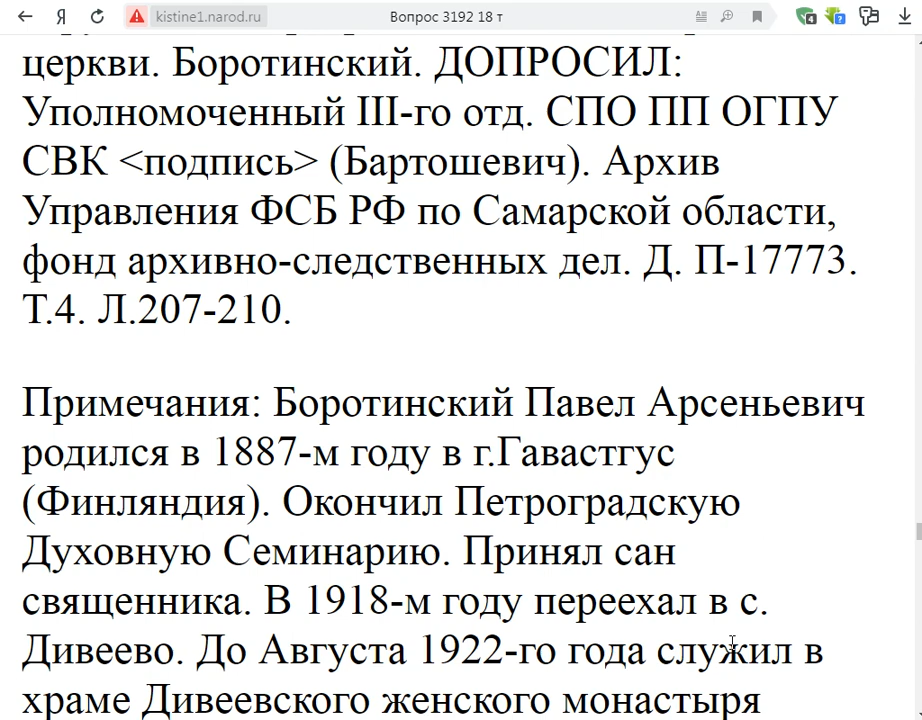 Я kistine1.narod.ru Вопрос 3192 18 т
церкви. Боротинский. ДОПРОСИЛ:
Уполномоченный III-го отд. СПО ПП ОГПУ
СВК <подпись> (Бартошевич). Архив
Управления ФСБ РФ по Самарской области,
фонд архивно-следственных дел. Д. П-17773.
Т.4. Л.207-210.
Примечания: Боротинский Павел Арсеньевич
родился в 1887-м году в г.Гавастгус
(Финляндия). Окончил Петроградскую
Духовную Семинарию. Принял сан
священника. В 1918-м году переехал в с.
Дивеево. До Августа 1922-го года служил в
храме Дивеевского женского монастыря